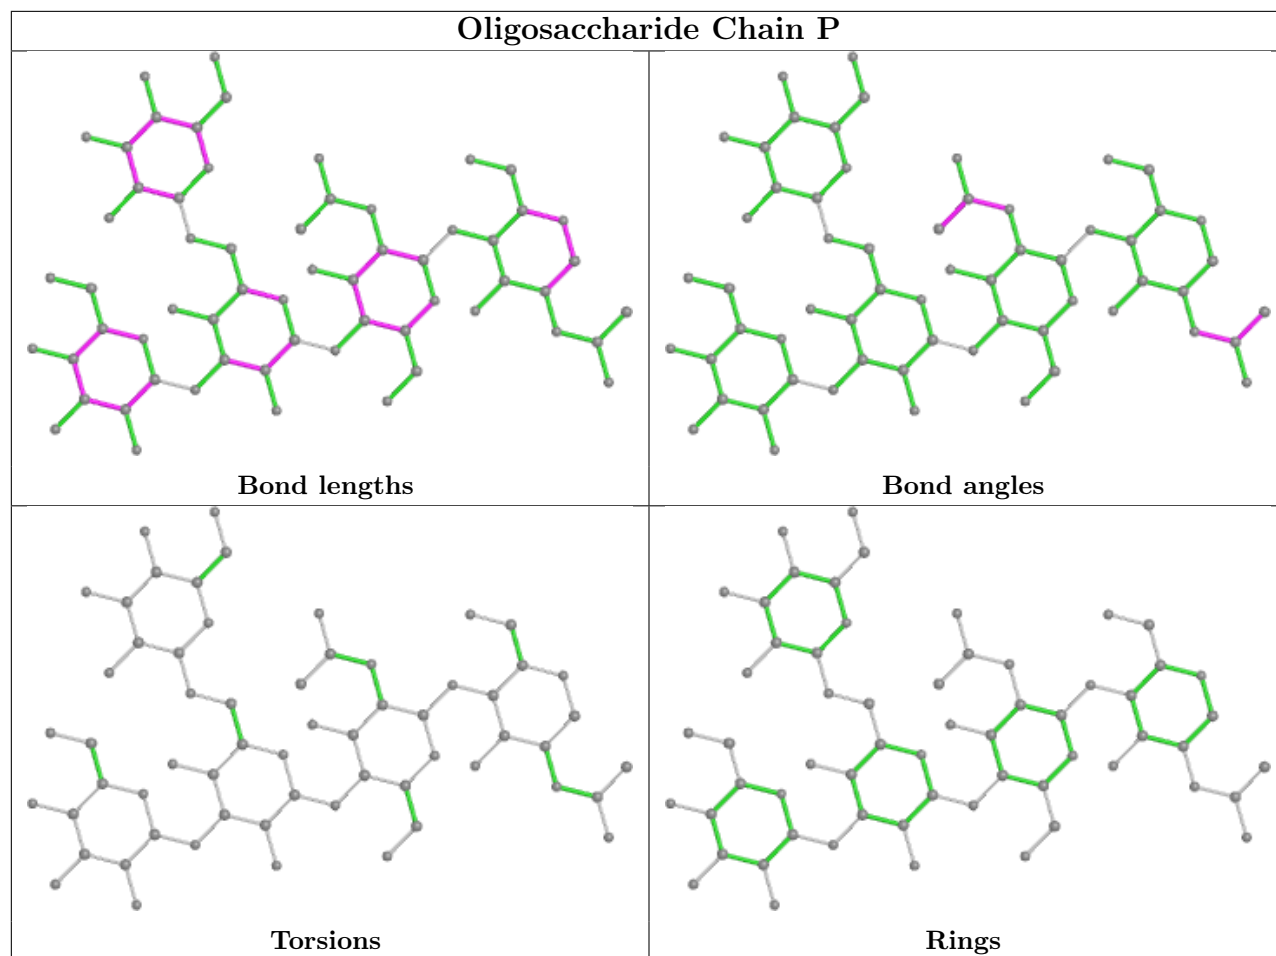 Oligosaccharide Chain P
Bond lengths
Bond angles
Torsions
Rings